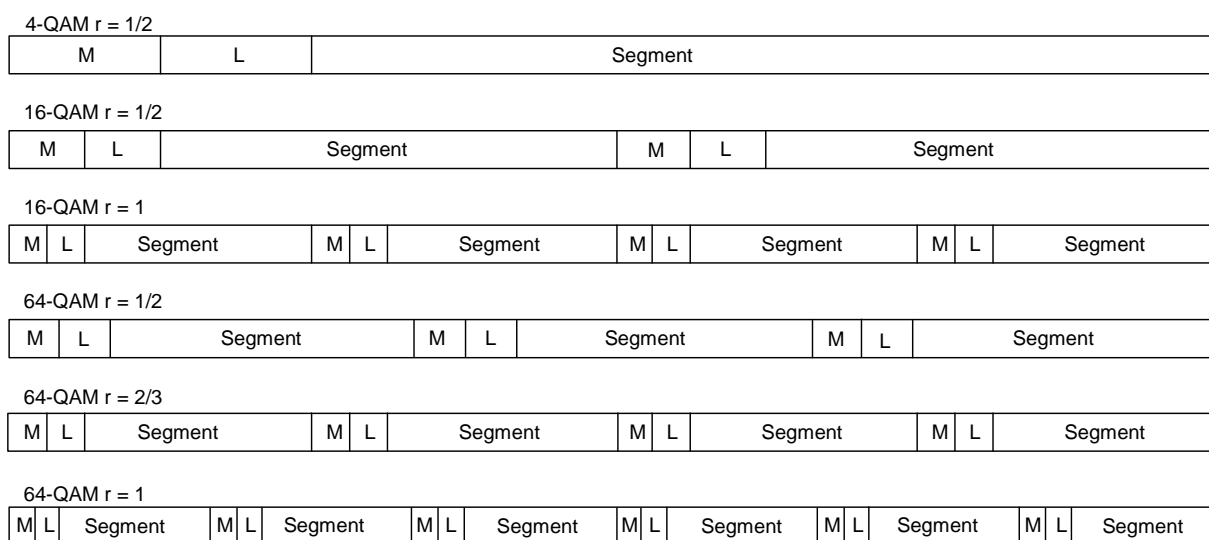 4-QAM r = 1/2
M L Segment
16-QAM r = 1/2
M L Segment M L Segment
16-QAM r = 1
M L Segment M L Segment M L Segment M L Segment
64-QAM r = 1/2
M L Segment M L Segment M L Segment
64-QAM r = 2/3
M L Segment M L Segment M L Segment M L Segment
64-QAM r = 1
M L Segment M L Segment M L Segment M L Segment M L Segment M L Segment